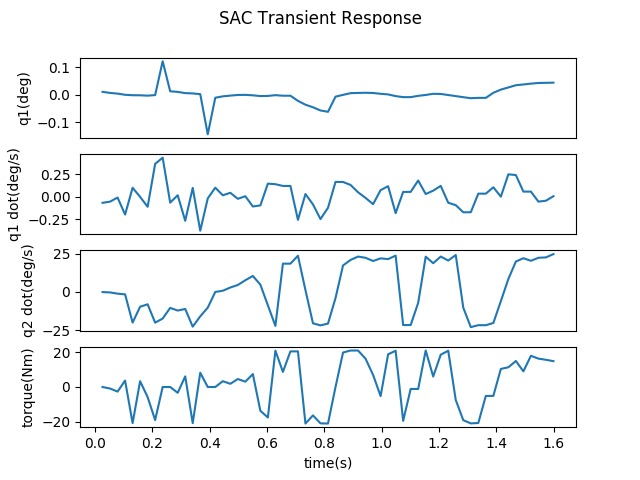 SAC Transient Response
q1(deg)
0.1
0.0
−0.1
q1 dot(deg/s)
0.25
0.00
−0.25
q2 dot(deg/s)
25
0
−25
torque(Nm)
20
0
−20
0.0 0.2 0.4 0.6 0.8 1.0 1.2 1.4 1.6
time(s)